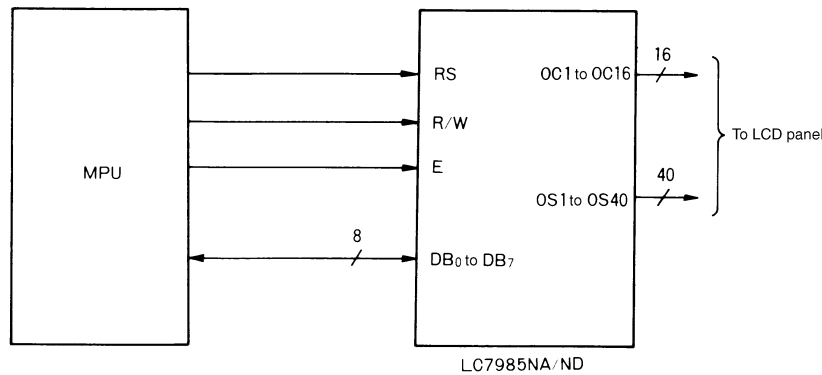 MPU
8
RS
R/W
E
DB0 to DB7
OC1 to OC16
OS1 to OS40
16
40
To LCD panel
LC7985NA/ND